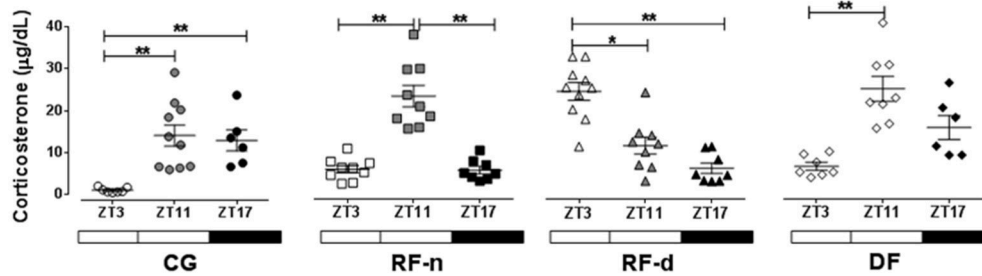 ** ** ** **
** ** * **
40
30
20
10
0
Corticosterone (µg/dL)
ZT3 ZT11 ZT17 ZT3 ZT11 ZT17 ZT3 ZT11 ZT17 ZT3 ZT11 ZT17
CG RF-n RF-d DF